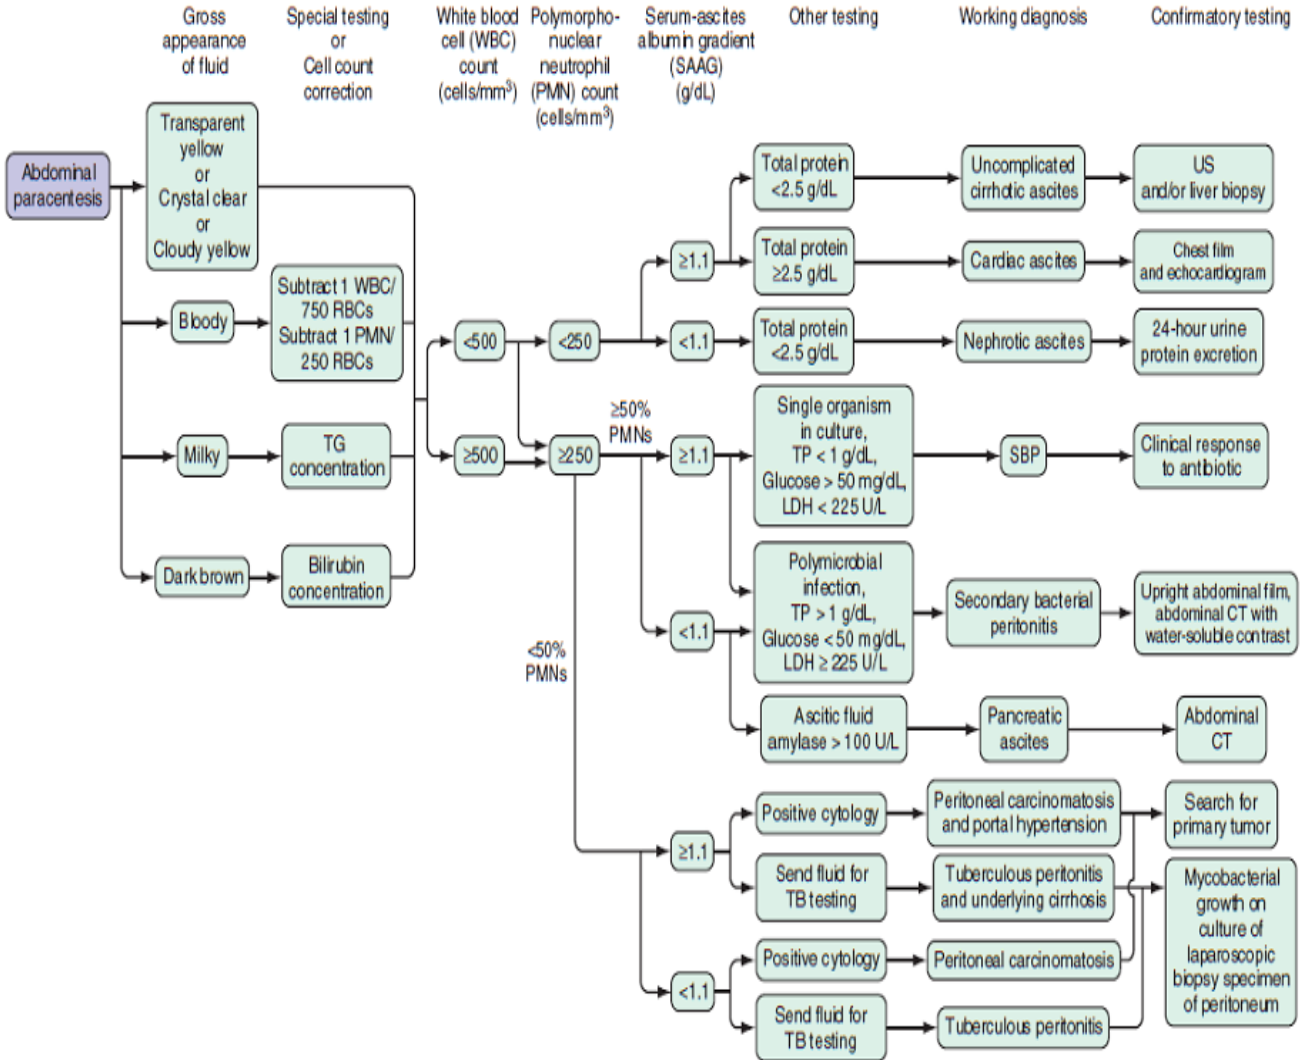 Gross
appearance
of fluid
Special testing
or
Cell count
correction
White blood
cell (WBC)
count
(cells/mm³)
Polymorpho-
nuclear
neutrophil
(PMN) count
(cells/mm³)
Serum-ascites
albumin gradient
(SAAG)
(g/dL)
Other testing
Working diagnosis
Confirmatory testing
Abdominal
paracentesis
Transparent
yellow
or
Crystal clear
or
Cloudy yellow
Bloody
Subtract 1 WBC/
750 RBCs
Subtract 1 PMN/
250 RBCs
Milky
TG
concentration
Dark brown
Bilirubin
concentration
<500
≥500
<250
≥250
≥50%
PMNs
<50%
PMNs
≥1.1
Total protein
<2.5 g/dL
Uncomplicated
cirrhotic ascites
US
and/or liver biopsy
Total protein
≥2.5 g/dL
Cardiac ascites
Chest film
and echocardiogram
<1.1
Total protein
<2.5 g/dL
Nephrotic ascites
24-hour urine
protein excretion
≥1.1
Single organism
in culture,
TP < 1 g/dL,
Glucose > 50 mg/dL,
LDH < 225 U/L
SBP
Clinical response
to antibiotic
<1.1
Polymicrobial
infection,
TP > 1 g/dL,
Glucose < 50 mg/dL,
LDH ≥ 225 U/L
Secondary bacterial
peritonitis
Upright abdominal film,
abdominal CT with
water-soluble contrast
Ascitic fluid
amylase > 100 U/L
Pancreatic
ascites
Abdominal
CT
≥1.1
Positive cytology
Peritoneal carcinomatosis
and portal hypertension
Search for
primary tumor
Send fluid for
TB testing
Tuberculous peritonitis
and underlying cirrhosis
Mycobacterial
growth on
culture of
laparoscopic
biopsy specimen
of peritoneum
<1.1
Positive cytology
Peritoneal carcinomatosis
Send fluid for
TB testing
Tuberculous peritonitis